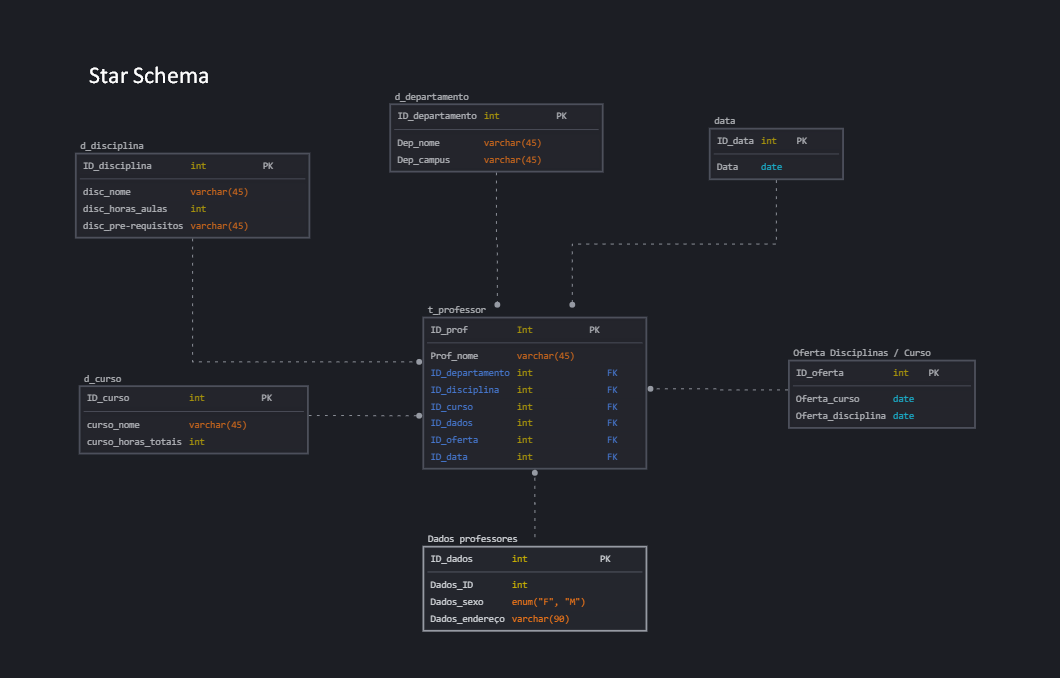 Star Schema
d_departamento
ID_departamento int PK
Dep_nome varchar(45)
Dep_campus varchar(45)
data
ID_data int PK
Data date
d_disciplina
ID_disciplina int PK
disc_nome varchar(45)
disc_horas_aulas int
disc_pre-requisitos varchar(45)
t_professor
ID_prof Int PK
Prof_nome varchar(45)
ID_departamento int FK
ID_disciplina int FK
ID_curso int FK
ID_dados int FK
ID_oferta int FK
ID_data int FK
Oferta Disciplinas / Curso
ID_oferta int PK
Oferta_curso date
Oferta_disciplina date
d_curso
ID_curso int PK
curso_nome varchar(45)
curso_horas_totais int
Dados professores
ID_dados int PK
Dados_ID int
Dados_sexo enum("F", "M")
Dados_endereço varchar(90)